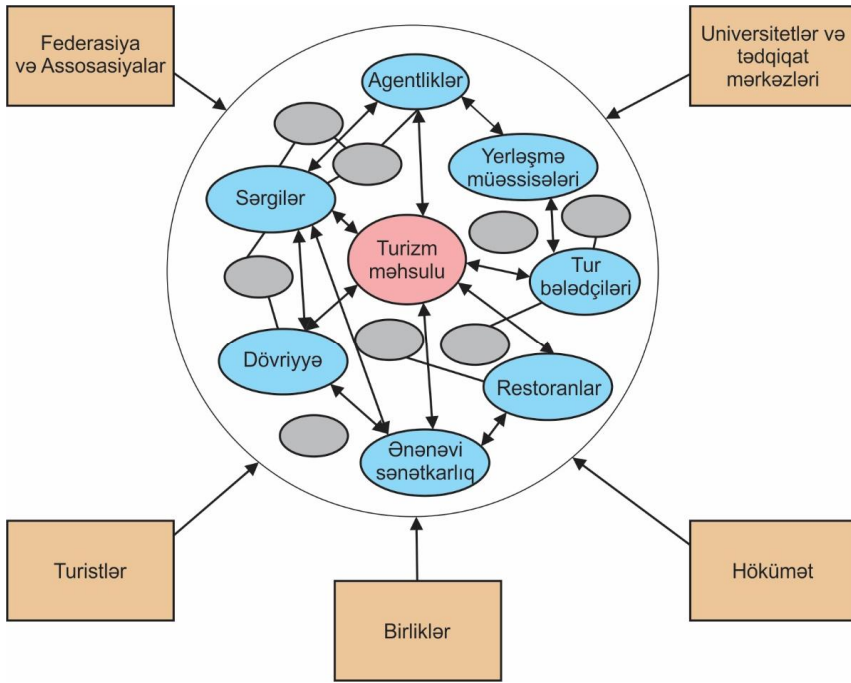 Federasiya
və Assosasiyalar
Universitetlər və
tədqiqat
mərkəzləri
Agentliklər
Yerləşmə
müəssisələri
Sərgilər
Turizm
məhsulu
Tur
bələdçiləri
Dövriyyə
Restoranlar
Ənənəvi
sənətkarlıq
Turistlər
Birliklər
Hökümət